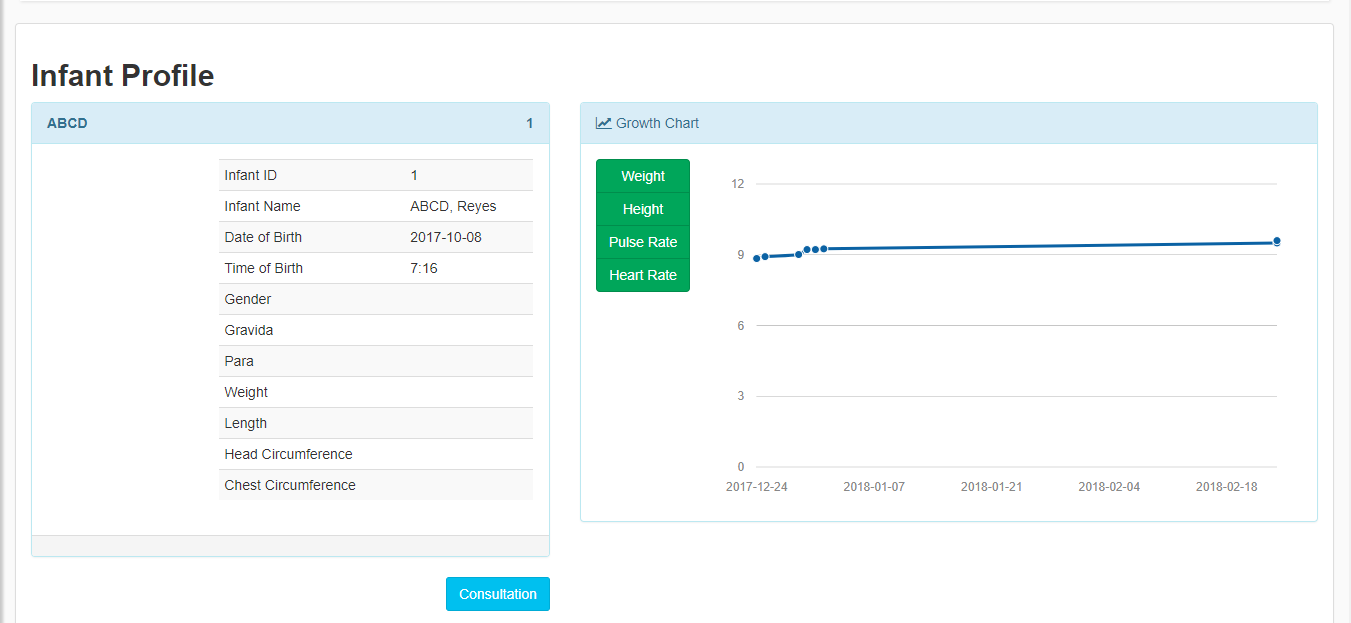 Infant Profile
ABCD 1
Infant ID 1
Infant Name ABCD, Reyes
Date of Birth 2017-10-08
Time of Birth 7:16
Gender
Gravida
Para
Weight
Length
Head Circumference
Chest Circumference
Consultation
Growth Chart
Weight
Height
Pulse Rate
Heart Rate
12
9
6
3
0
2017-12-24 2018-01-07 2018-01-21 2018-02-04 2018-02-18